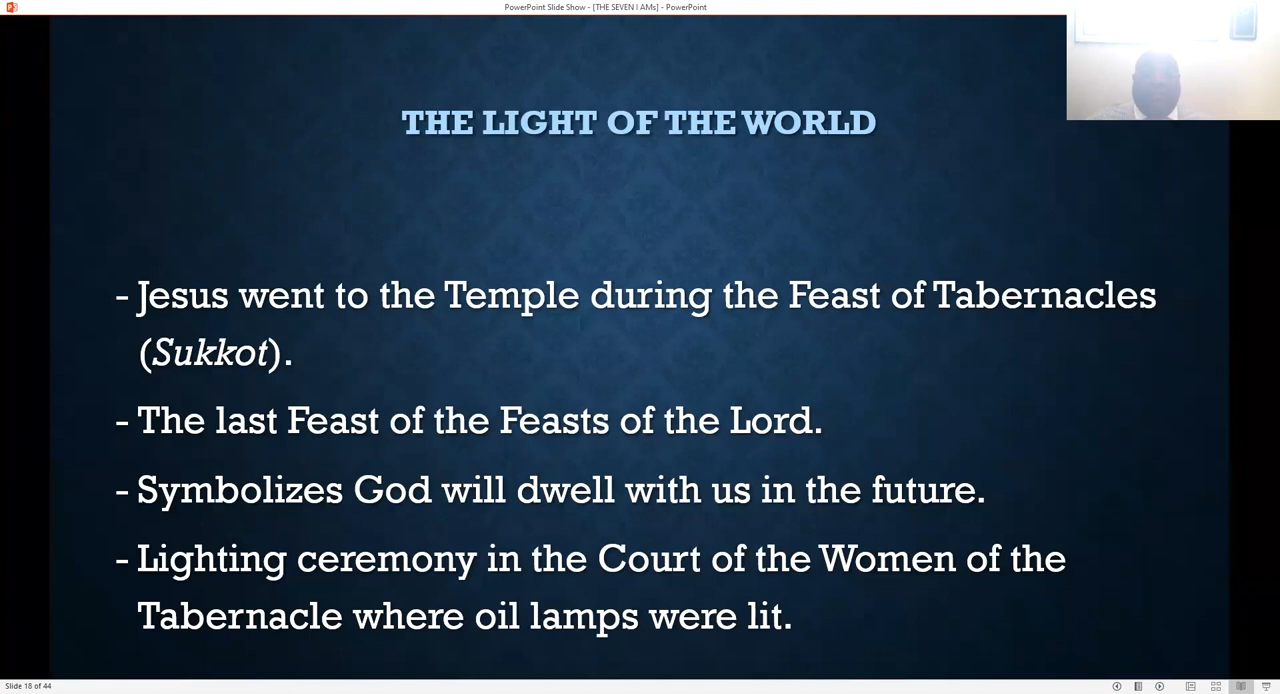 PowerPoint Slide Show - [THE SEVEN I AMs] - PowerPoint
THE LIGHT OF THE WORLD
- Jesus went to the Temple during the Feast of Tabernacles
(Sukkot).
- The last Feast of the Feasts of the Lord.
- Symbolizes God will dwell with us in the future.
- Lighting ceremony in the Court of the Women of the
Tabernacle where oil lamps were lit.
Slide 18 of 44